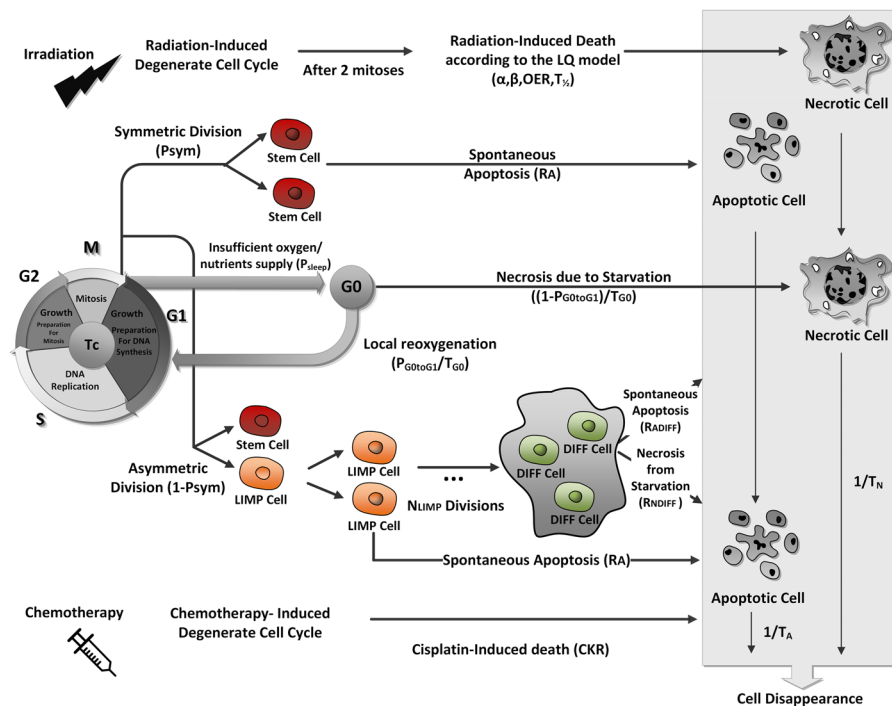 Irradiation
Radiation-Induced
Degenerate Cell Cycle
After 2 mitoses
Radiation-Induced Death
according to the LQ model
(α,β,OER,T½)
Necrotic Cell
Symmetric Division
(Psym)
Stem Cell
Stem Cell
Spontaneous
Apoptosis (RA)
Apoptotic Cell
M
G2
G1
S
Mitosis
Growth
Preparation
For
Mitosis
Growth
Preparation
For DNA
Synthesis
Tc
DNA
Replication
Insufficient oxygen/
nutrients supply (Psleep)
G0
Necrosis due to Starvation
((1-PG0toG1)/TG0)
Necrotic Cell
Local reoxygenation
(PG0toG1/TG0)
Asymmetric
Division (1-Psym)
Stem Cell
LIMP Cell
LIMP Cell
LIMP Cell
...
NLIMP Divisions
DIFF Cell
DIFF Cell
DIFF Cell
Spontaneous
Apoptosis
(RADIFF)
Necrosis
from
Starvation
(RNDIFF)
1/TN
Spontaneous Apoptosis (RA)
Apoptotic Cell
Chemotherapy
Chemotherapy- Induced
Degenerate Cell Cycle
Cisplatin-Induced death (CKR)
1/TA
Cell Disappearance